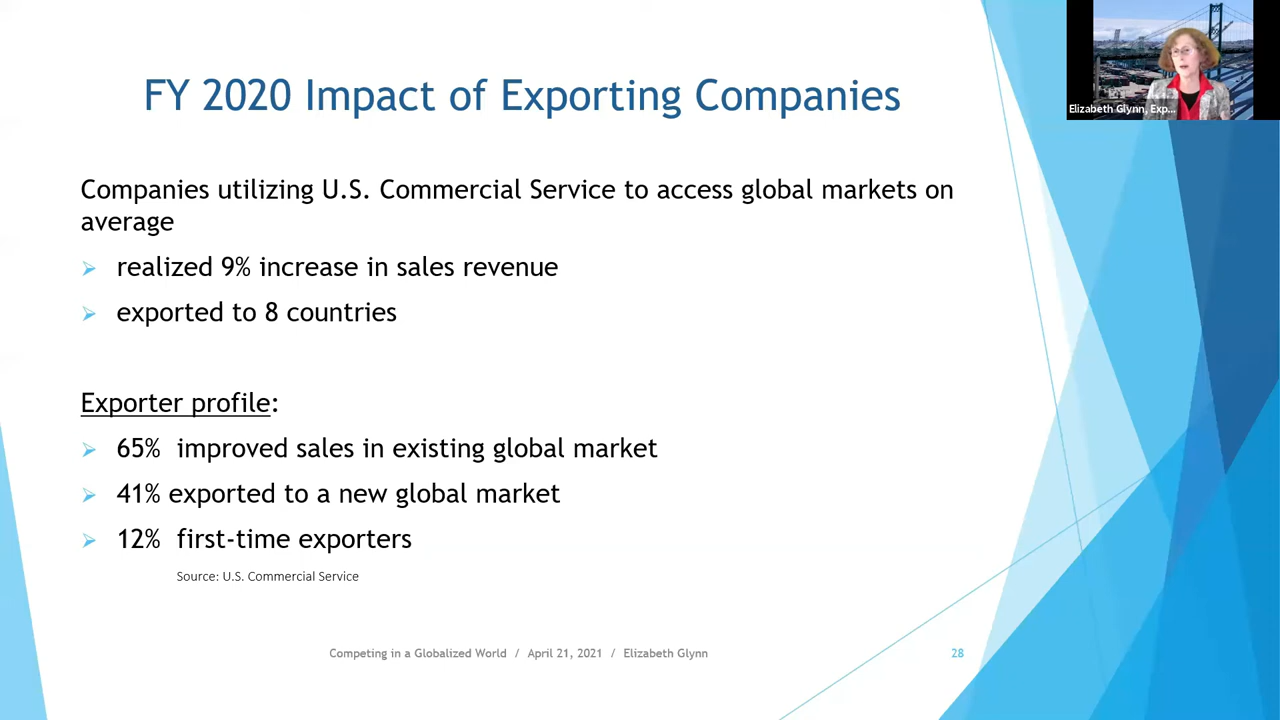 FY 2020 Impact of Exporting Companies
Elizabeth Glynn, Exp...
Companies utilizing U.S. Commercial Service to access global markets on
average
➢ realized 9% increase in sales revenue
➢ exported to 8 countries
Exporter profile:
➢ 65% improved sales in existing global market
➢ 41% exported to a new global market
➢ 12% first-time exporters
Source: U.S. Commercial Service
Competing in a Globalized World / April 21, 2021 / Elizabeth Glynn
28